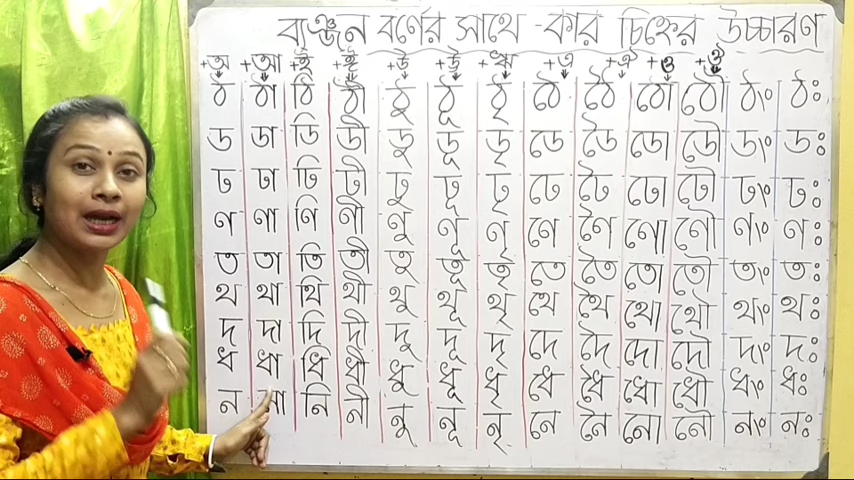 ব্যঞ্জন বর্ণের সাথে -কার চিহ্নের উচ্চারণ
+অ +আ +ই +ঈ +উ +ঊ +ঋ +এ +ঐ +ও +ঔ
ঠ ঠা ঠি ঠী ঠু ঠূ ঠৃ ঠে ঠৈ ঠো ঠৌ ঠং ঠঃ
ড ডা ডি ডী ডু ডূ ডৃ ডে ডৈ ডো ডৌ ডং ডঃ
ঢ ঢা ঢি ঢী ঢু ঢূ ঢৃ ঢে ঢৈ ঢো ঢৌ ঢং ঢঃ
ণ ণা ণি ণী ণু ণূ ণৃ ণে ণৈ ণো ণৌ ণং ণঃ
ত তা তি তী তু তূ তৃ তে তৈ তো তৌ তং তঃ
থ থা থি থী থু থূ থৃ থে থৈ থো থৌ থং থঃ
দ দা দি দী দু দূ দৃ দে দৈ দো দৌ দং দঃ
ধ ধা ধি ধী ধু ধূ ধৃ ধে ধৈ ধো ধৌ ধং ধঃ
ন না নি নী নু নূ নৃ নে নৈ নো নৌ নং নঃ